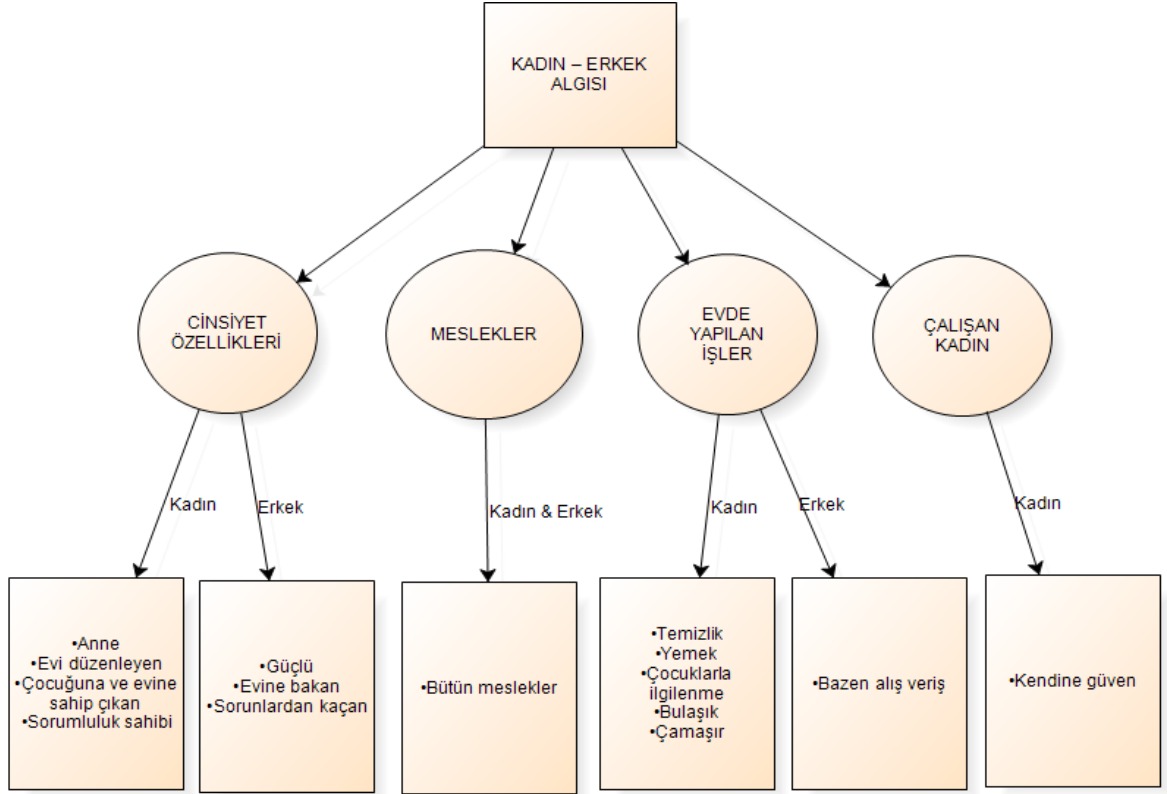 KADIN – ERKEK
ALGISI
CİNSİYET
ÖZELLİKLERİ
MESLEKLER
EVDE
YAPILAN
İŞLER
ÇALIŞAN
KADIN
Kadın
Erkek
Kadın & Erkek
Kadın
Erkek
Kadın
•Anne
•Evi düzenleyen
•Çocuğuna ve evine
sahip çıkan
•Sorumluluk sahibi
•Güçlü
•Evine bakan
•Sorunlardan kaçan
•Bütün meslekler
•Temizlik
•Yemek
•Çocuklarla
ilgilenme
•Bulaşık
•Çamaşır
•Bazen alış veriş
•Kendine güven